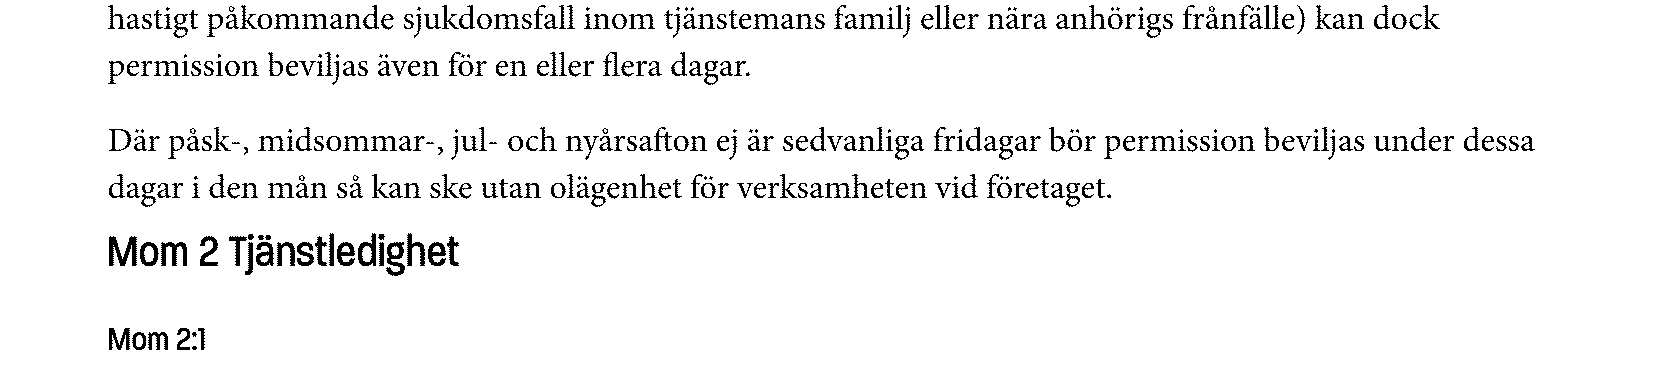 hastigt påkommande sjukdomsfall inom tjänstemans familj eller nära anhörigs frånfälle) kan dock
permission beviljas även för en eller flera dagar.
Där påsk-, midsommar-, jul- och nyårsafton ej är sedvanliga fridagar bör permission beviljas under dessa
dagar i den mån så kan ske utan olägenhet för verksamheten vid företaget.
Mom 2 Tjänstledighet
Mom 2:1